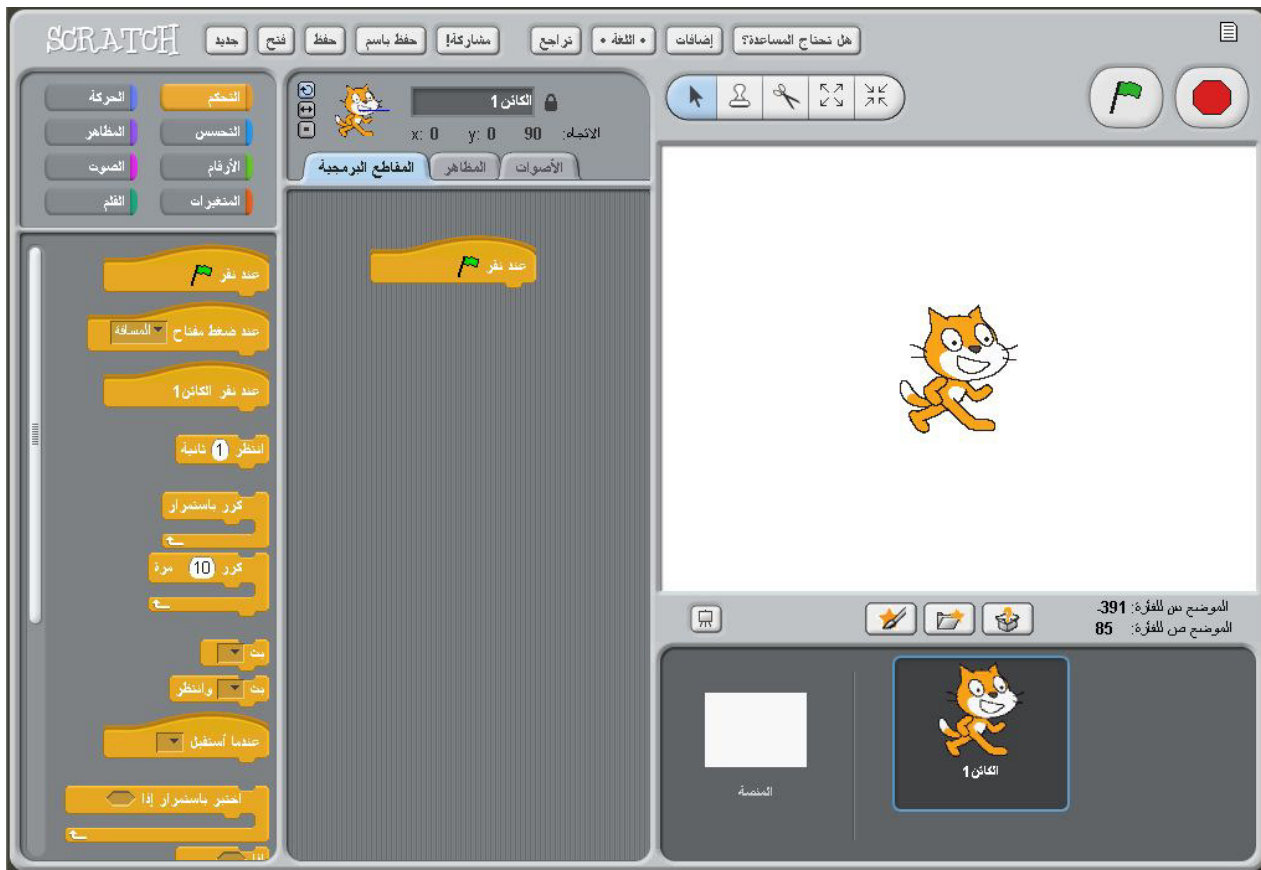 SCRATCH
جديد
فتح
حفظ
حفظ باسم
مشاركة!
تراجع
• اللغة •
إضافات
هل تحتاج المساعدة؟
التحكم
الحركة
التحسس
المظاهر
الأرقام
الصوت
المتغيرات
القلم
عند نقر
عند ضغط مفتاح المسافة
عند نقر الكائن1
انتظر 1 ثانية
كرر باستمرار
كرر 10 مرة
بث
بث وانتظر
عندما أستقبل
اختبر باستمرار إذا
إذا
الكائن1
x: 0 y: 0 90 الاتجاه:
المقاطع البرمجية
المظاهر
الأصوات
عند نقر
الموضع س للفأرة: -391
الموضع ص للفأرة: 85
المنصة
الكائن1